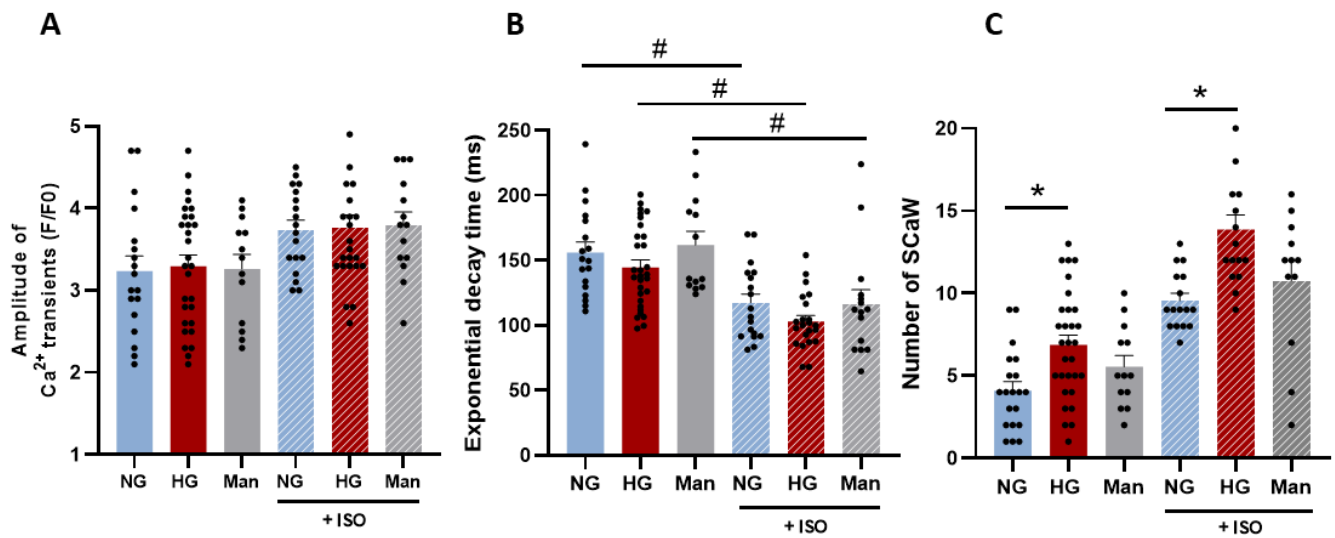 A
Amplitude of
Ca2+ transients (F/F0)
5
4
3
2
1
NG HG Man NG HG Man
+ ISO
B
#
#
#
Exponential decay time (ms)
250
200
150
100
50
0
NG HG Man NG HG Man
+ ISO
C
*
*
Number of SCaW
20
15
10
5
0
NG HG Man NG HG Man
+ ISO